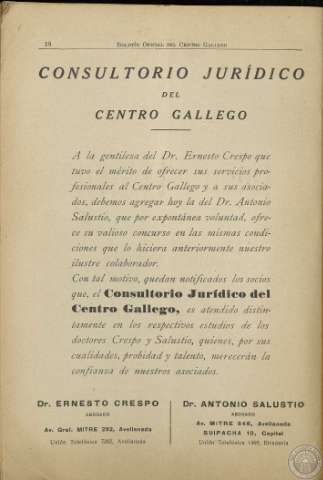 BOLETÍN OFICIAL DEL CENTRO GALLEGO
CONSULTORIO JURÍDICO
DEL
CENTRO GALLEGO
A la gentileza del Dr. Ernesto Crespo que
tuvo el mérito de ofrecer sus servicios pro-
fesionales al Centro Gallego y a sus asocia-
dos, debemos agregar hoy la del Dr. Antonio
Salustio, que por expontánea voluntad, ofre-
ce su valioso concurso en las mismas condi-
ciones que lo hiciera anteriormente nuestro
ilustre colaborador.
Con tal motivo, quedan notificados los socios
que, el Consultorio Jurídico del
Centro Gallego, es atendido distin-
tamente en los respectivos estudios de los
doctores Crespo y Salustio, quienes, por sus
cualidades, probidad y talento, merecerán la
confianza de nuestros asociados.
Dr. ERNESTO CRESPO
ABOGADO
Av. Gral. MITRE 292, Avellaneda
Unión Telefónica Avellaneda
Dr. ANTONIO SALUSTIO
ABOGADO
Av. MITRE Avellaneda
SUIPACHA Capital
Unión Telefónica Rivadavia